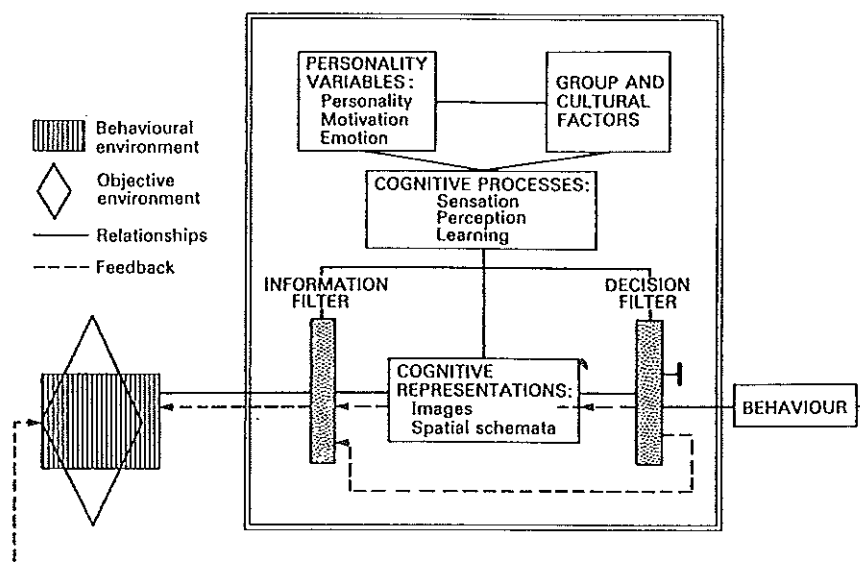 PERSONALITY
VARIABLES:
Personality
Motivation
Emotion
GROUP AND
CULTURAL
FACTORS
Behavioural
environment
Objective
environment
Relationships
Feedback
COGNITIVE PROCESSES:
Sensation
Perception
Learning
INFORMATION
FILTER
DECISION
FILTER
COGNITIVE
REPRESENTATIONS:
Images
Spatial schemata
BEHAVIOUR